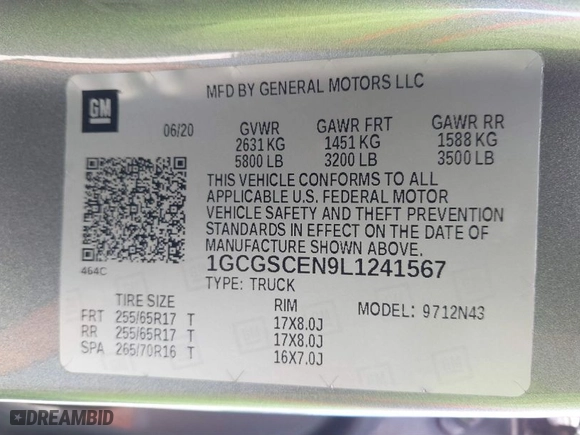 MFD BY GENERAL MOTORS LLC
GM
06/20 GVWR GAWR FRT GAWR RR
2631 KG 1451 KG 1588 KG
5800 LB 3200 LB 3500 LB
THIS VEHICLE CONFORMS TO ALL
APPLICABLE U.S. FEDERAL MOTOR
VEHICLE SAFETY AND THEFT PREVENTION
STANDARDS IN EFFECT ON THE DATE OF
MANUFACTURE SHOWN ABOVE.
464C
1GCGSCEN9L1241567
TYPE: TRUCK
TIRE SIZE RIM MODEL: 9712N43
FRT 255/65R17 T 17X8.0J
RR 255/65R17 T 17X8.0J
SPA 265/70R16 T 16X7.0J
DREAMBID